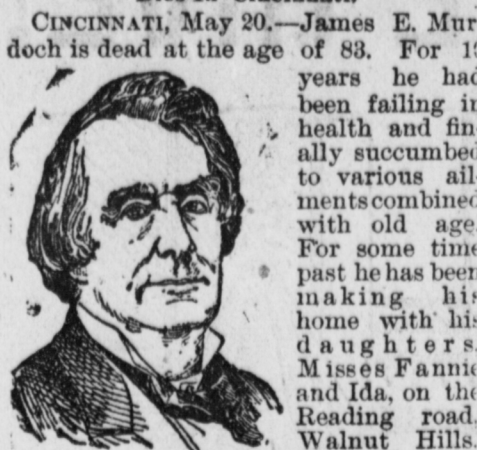 CINCINNATI, May 20.—James E. Mur
doch is dead at the age of 83. For
years he had
been failing in
health and fin
ally succumbed
to various ail
ments combined
with old age.
For some time
past he has been
making his
home with his
daughters,
Misses Fannie
and Ida, on the
Reading road,
Walnut Hills.